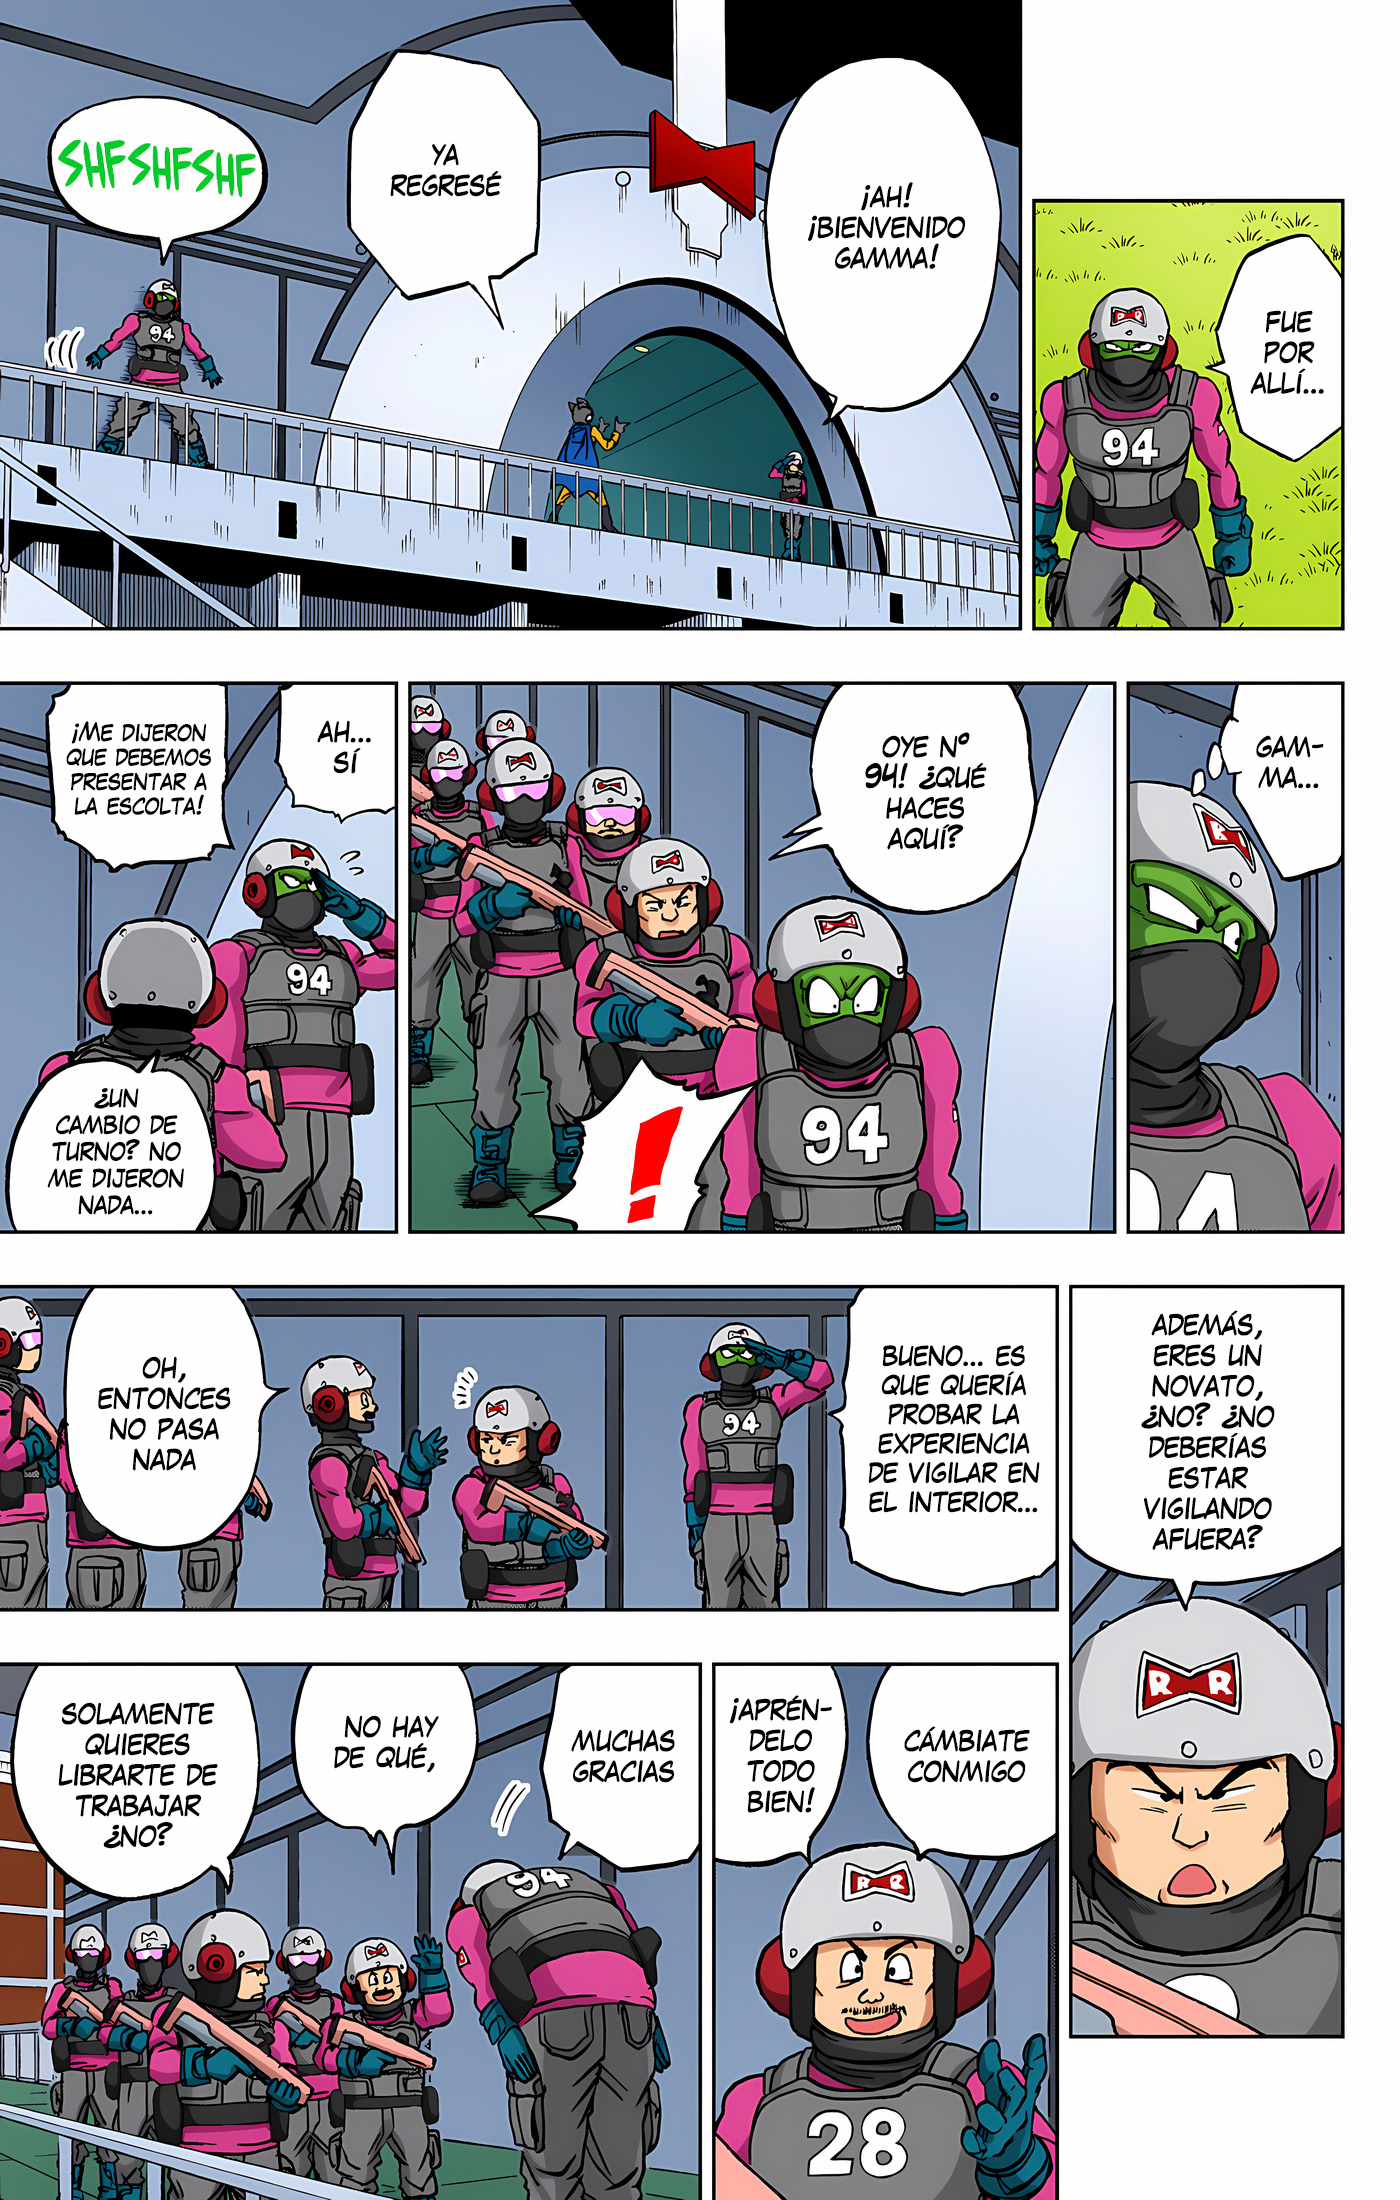 FUE
POR
ALLÍ...
94
¡AH!
¡BIENVENIDO
GAMMA!
YA
REGRESÉ
SHFSHFSHF
94
GAM-
MA...
OYE N°
94! ¿QUÉ
HACES
AQUÍ?
94
!
AH...
SÍ
¡ME DIJERON
QUE DEBEMOS
PRESENTAR A
LA ESCOLTA!
94
¿UN
CAMBIO DE
TURNO? NO
ME DIJERON
NADA...
ADEMÁS,
ERES UN
NOVATO,
¿NO? ¿NO
DEBERÍAS
ESTAR
VIGILANDO
AFUERA?
R R
BUENO... ES
QUE QUERÍA
PROBAR LA
EXPERIENCIA
DE VIGILAR EN
EL INTERIOR...
94
OH,
ENTONCES
NO PASA
NADA
CÁMBIATE
CONMIGO
¡APRÉN-
DELO
TODO
BIEN!
R R
28
MUCHAS
GRACIAS
94
NO HAY
DE QUÉ,
SOLAMENTE
QUIERES
LIBRARTE DE
TRABAJAR
¿NO?